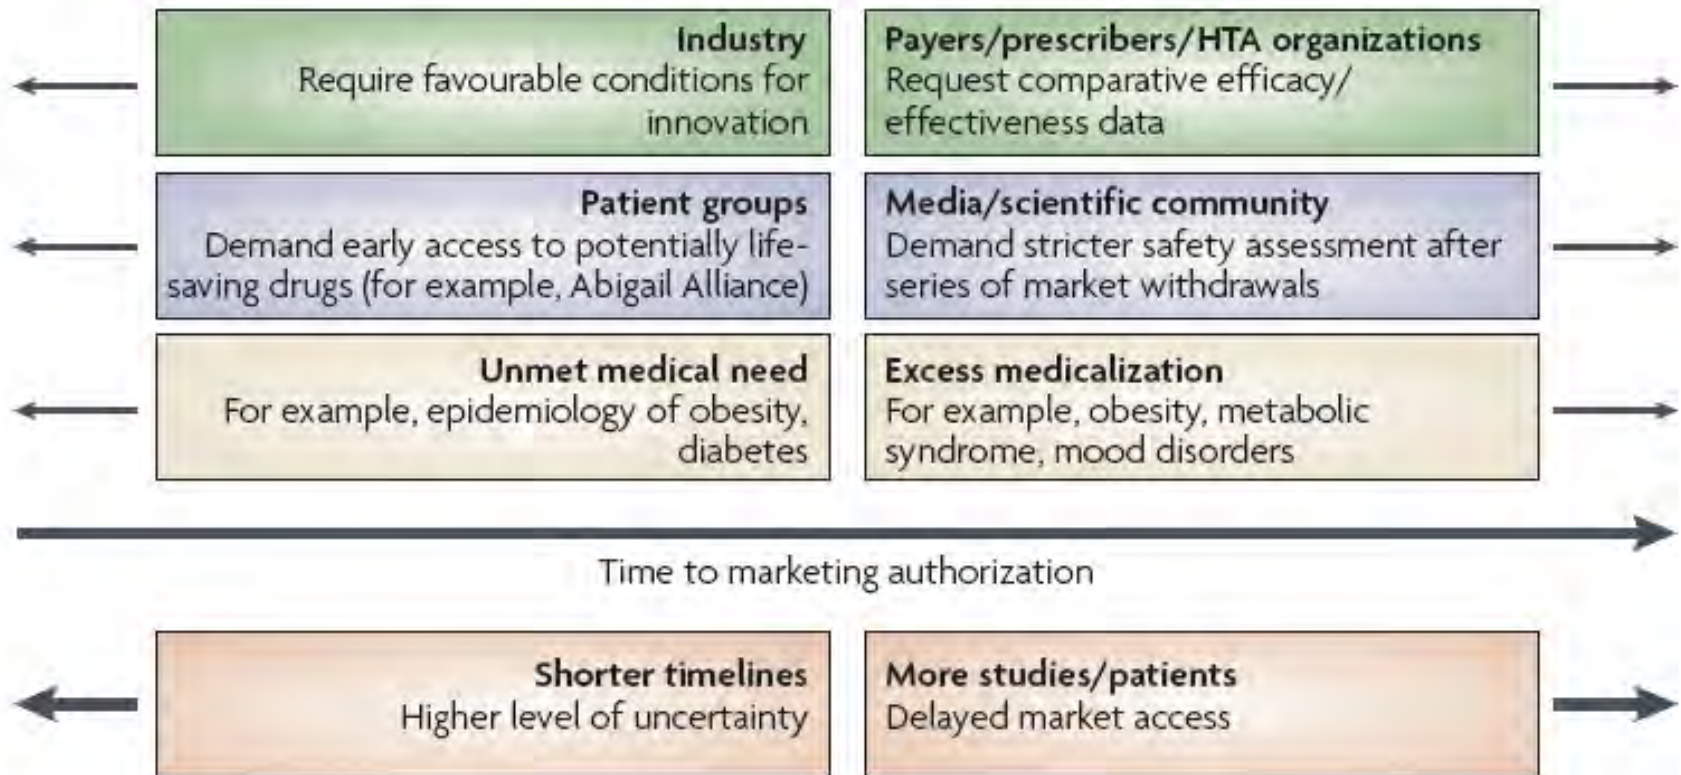 Industry
Require favourable conditions for
innovation
Payers/prescribers/HTA organizations
Request comparative efficacy/
effectiveness data
Patient groups
Demand early access to potentially life-
saving drugs (for example, Abigail Alliance)
Media/scientific community
Demand stricter safety assessment after
series of market withdrawals
Unmet medical need
For example, epidemiology of obesity,
diabetes
Excess medicalization
For example, obesity, metabolic
syndrome, mood disorders
Time to marketing authorization
Shorter timelines
Higher level of uncertainty
More studies/patients
Delayed market access